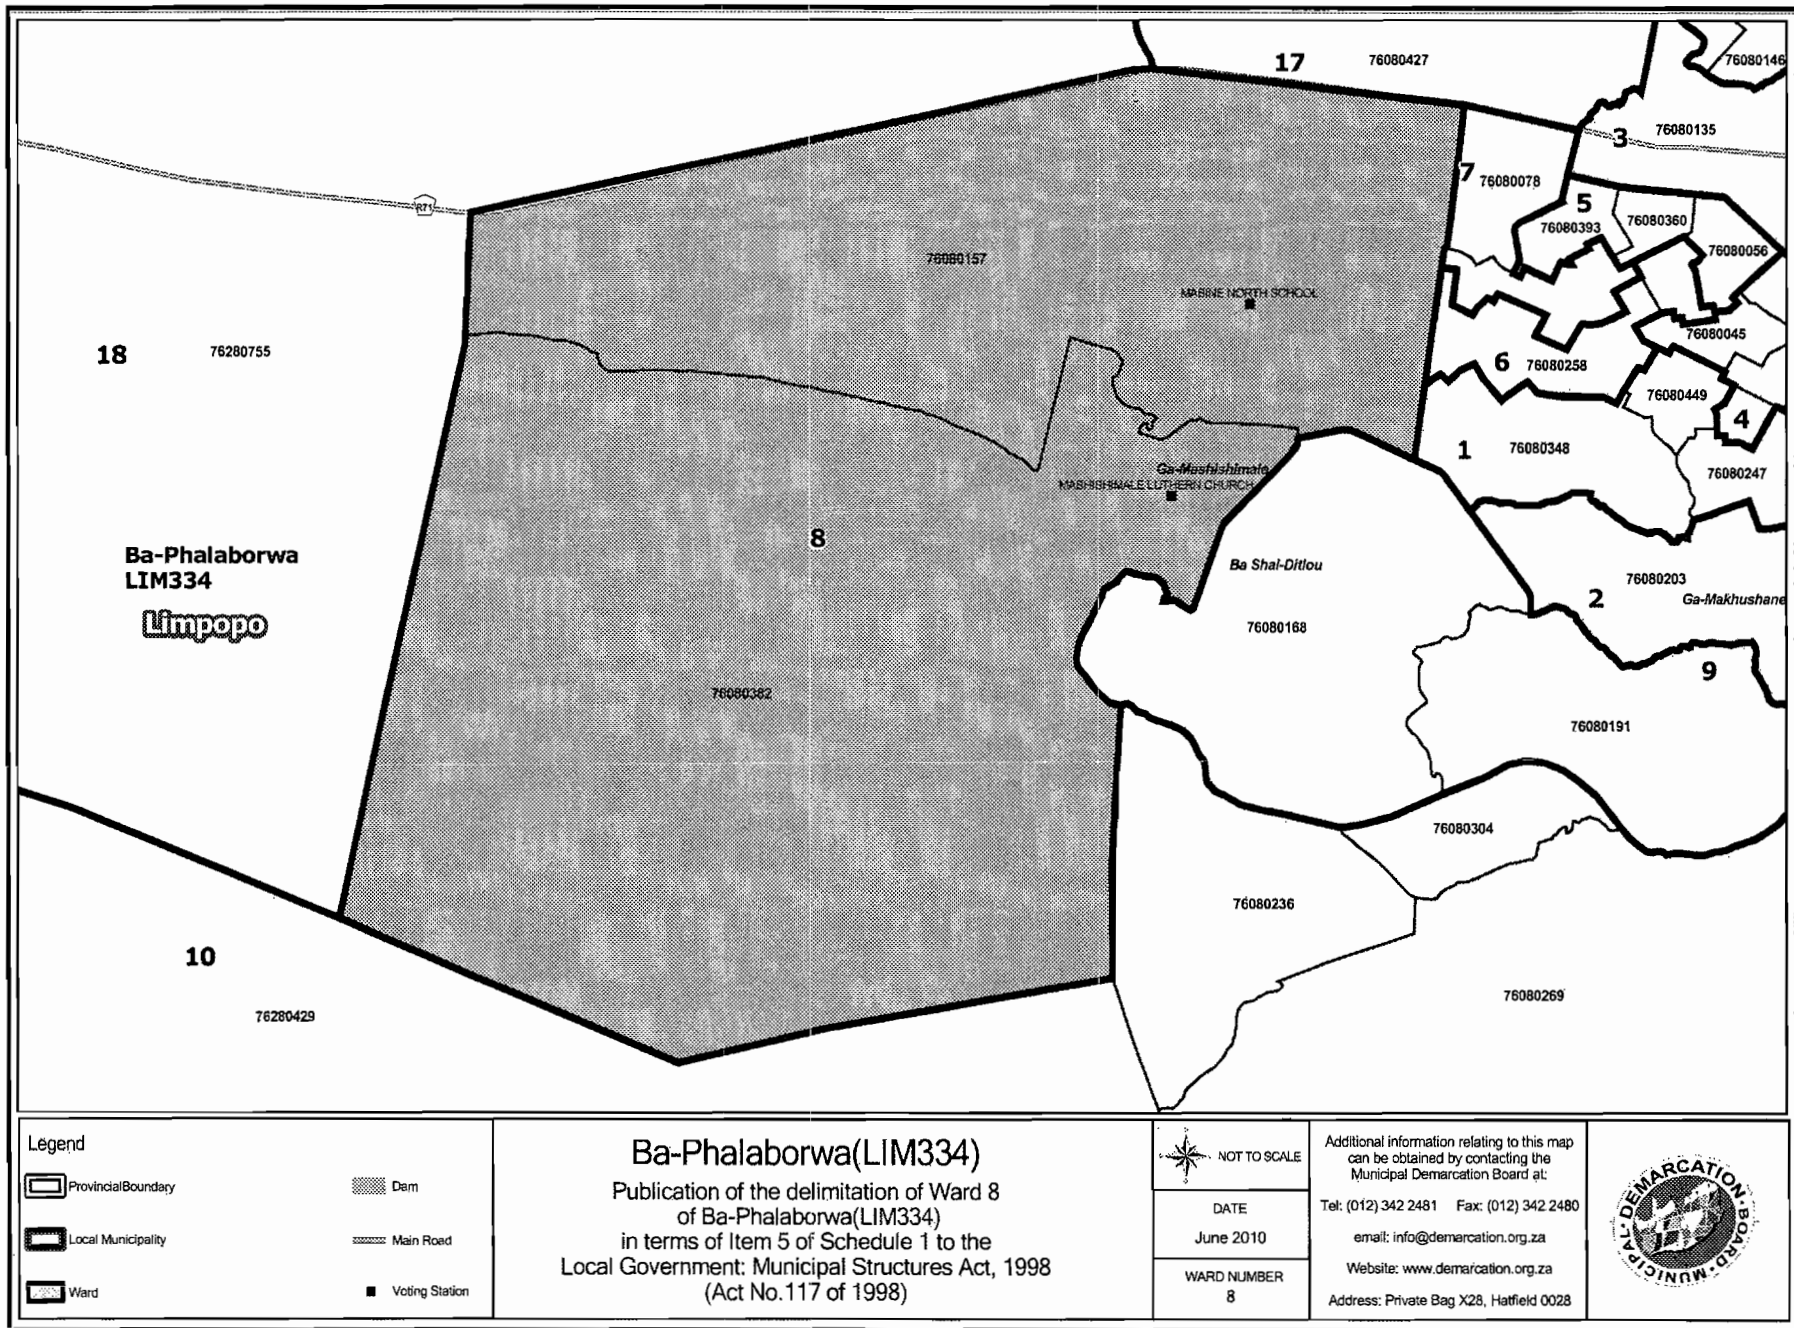 17
76080427
76080146
3
76080135
7
76080078
5
76080393
76080360
76080056
R71
76080157
MABINE NORTH SCHOOL
18
76280755
76080045
6
76080258
76080449
4
1
76080348
76080247
Ga-Mashishimale
MASHISHIMALE LUTHERN CHURCH
8
Ba-Phalaborwa
LIM334
Limpopo
Ba Shai-Ditlou
76080168
76080203
2
Ga-Makhushane
9
76080191
76080382
76080304
76080236
10
76280429
76080269
Legend
ProvincialBoundary
Local Municipality
Ward
Dam
Main Road
Voting Station
Ba-Phalaborwa(LIM334)
Publication of the delimitation of Ward 8
of Ba-Phalaborwa(LIM334)
in terms of Item 5 of Schedule 1 to the
Local Government: Municipal Structures Act, 1998
(Act No.117 of 1998)
NOT TO SCALE
DATE
June 2010
WARD NUMBER
8
Additional information relating to this map
can be obtained by contacting the
Municipal Demarcation Board at:
Tel: (012) 342 2481 Fax: (012) 342 2480
email: info@demarcation.org.za
Website: www.demarcation.org.za
Address: Private Bag X28, Hatfield 0028
MUNICIPAL DEMARCATION BOARD